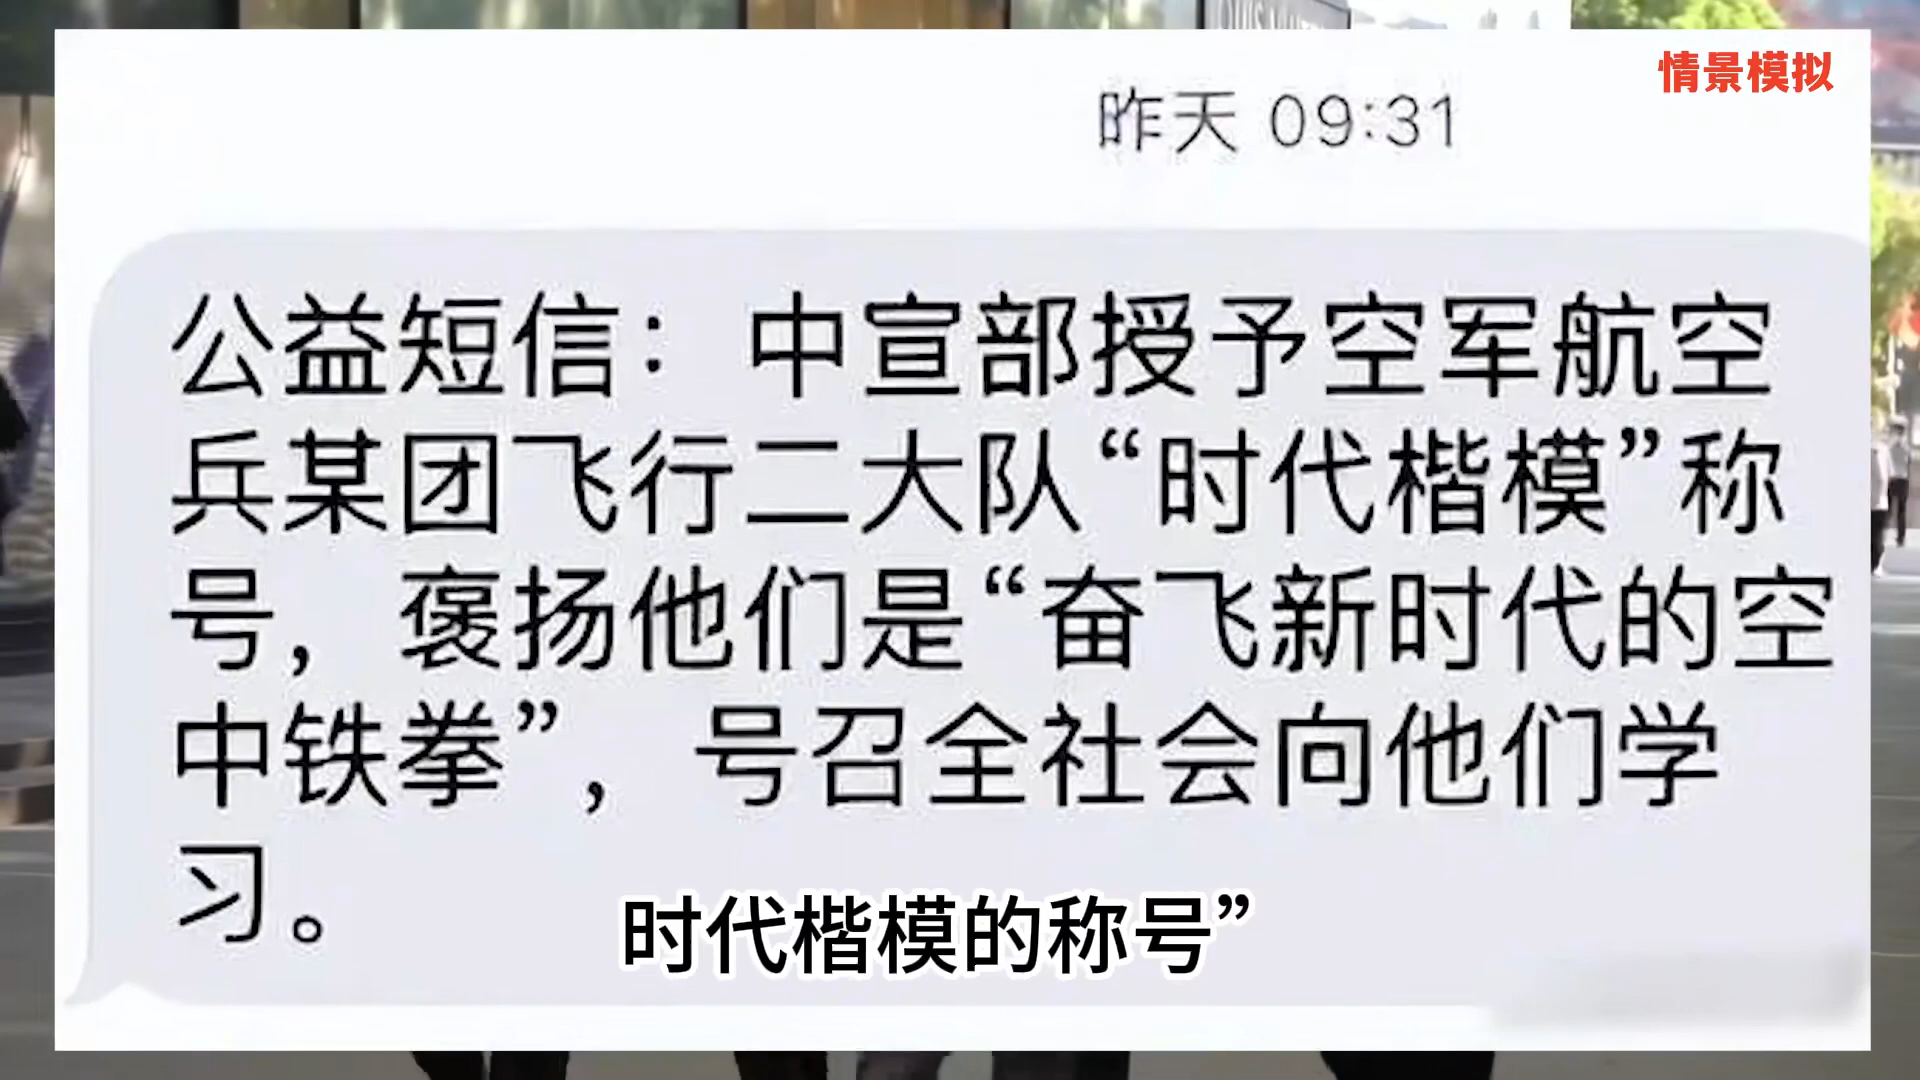 情景模拟
昨天 09:31
公益短信：中宣部授予空军航空
兵某团飞行二大队“时代楷模”称
号，褒扬他们是“奋飞新时代的空
中铁拳”，号召全社会向他们学
习。
时代楷模的称号”